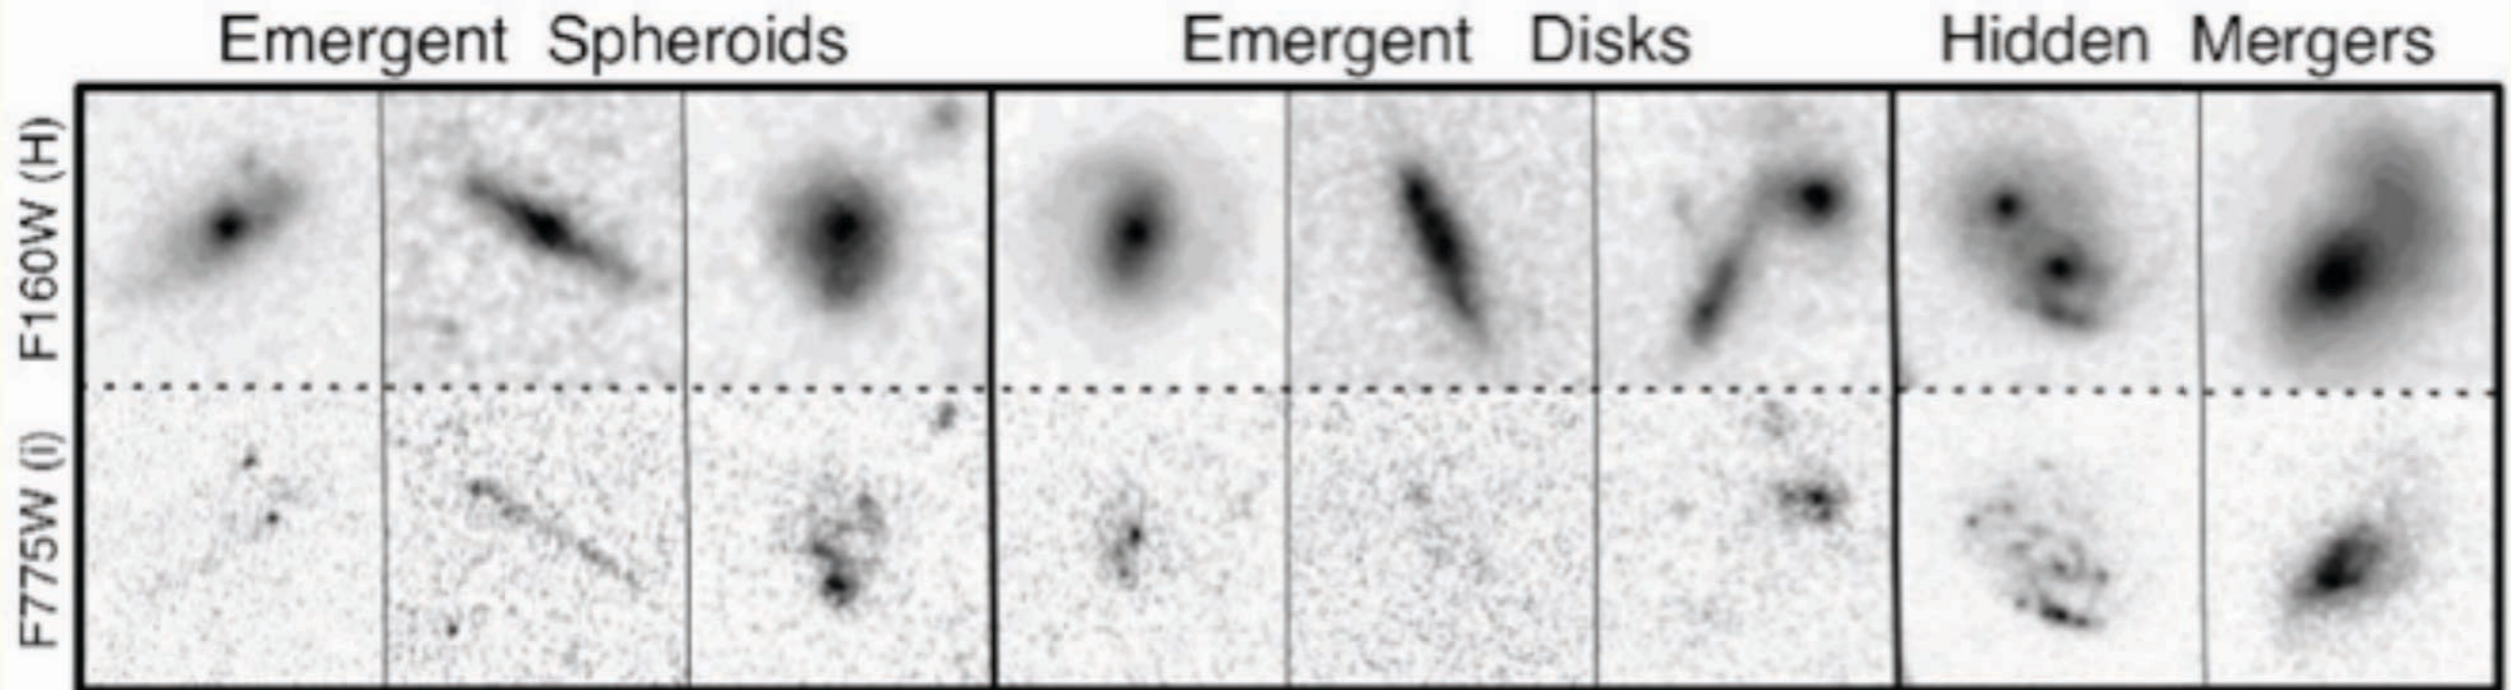 Emergent Spheroids
Emergent Disks
Hidden Mergers
F160W (H)
F775W (i)